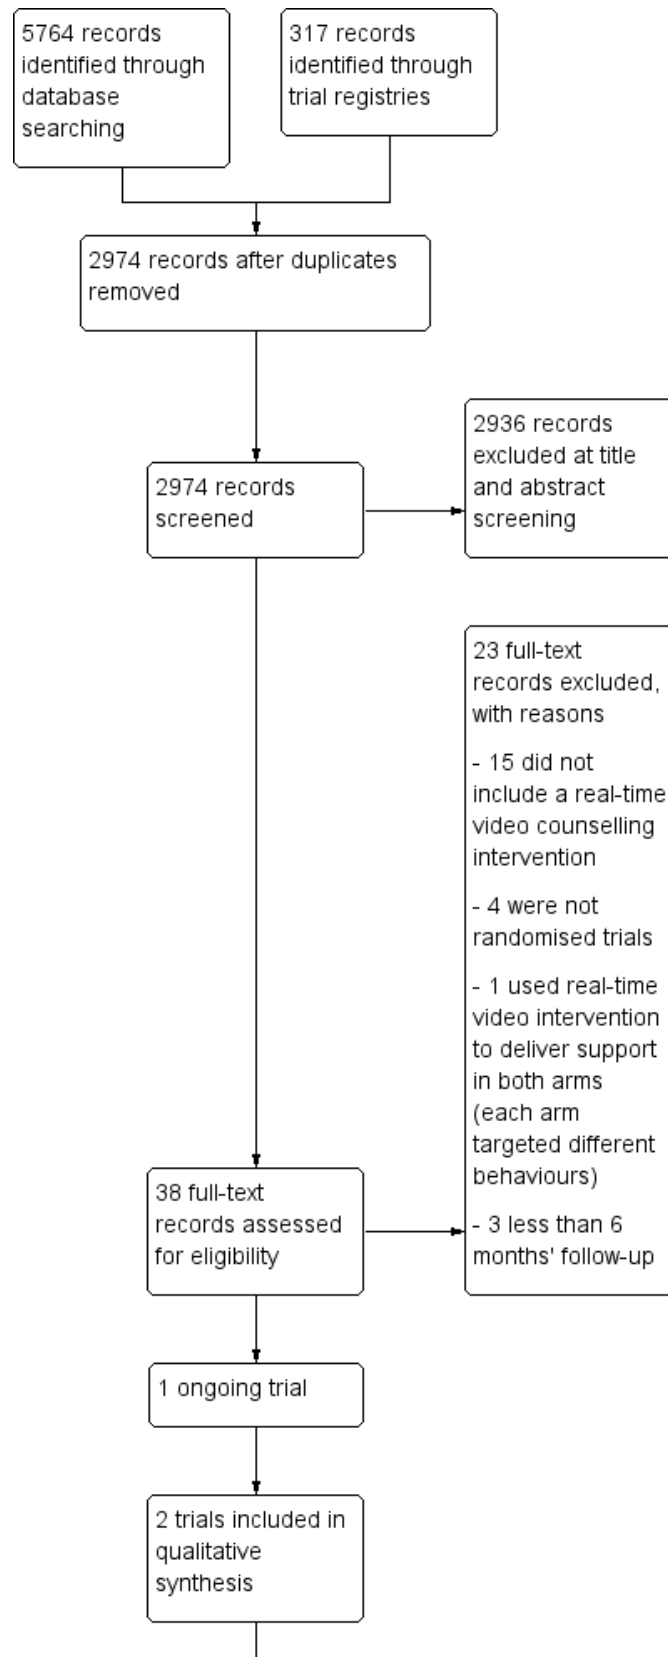 5764 records
identified through
database
searching
317 records
identified through
trial registries
2974 records after duplicates
removed
2974 records
screened
2936 records
excluded at title
and abstract
screening
23 full-text
records excluded,
with reasons
- 15 did not
include a real-time
video counselling
intervention
- 4 were not
randomised trials
- 1 used real-time
video intervention
to deliver support
in both arms
(each arm
targeted different
behaviours)
- 3 less than 6
months' follow-up
38 full-text
records assessed
for eligibility
1 ongoing trial
2 trials included in
qualitative
synthesis